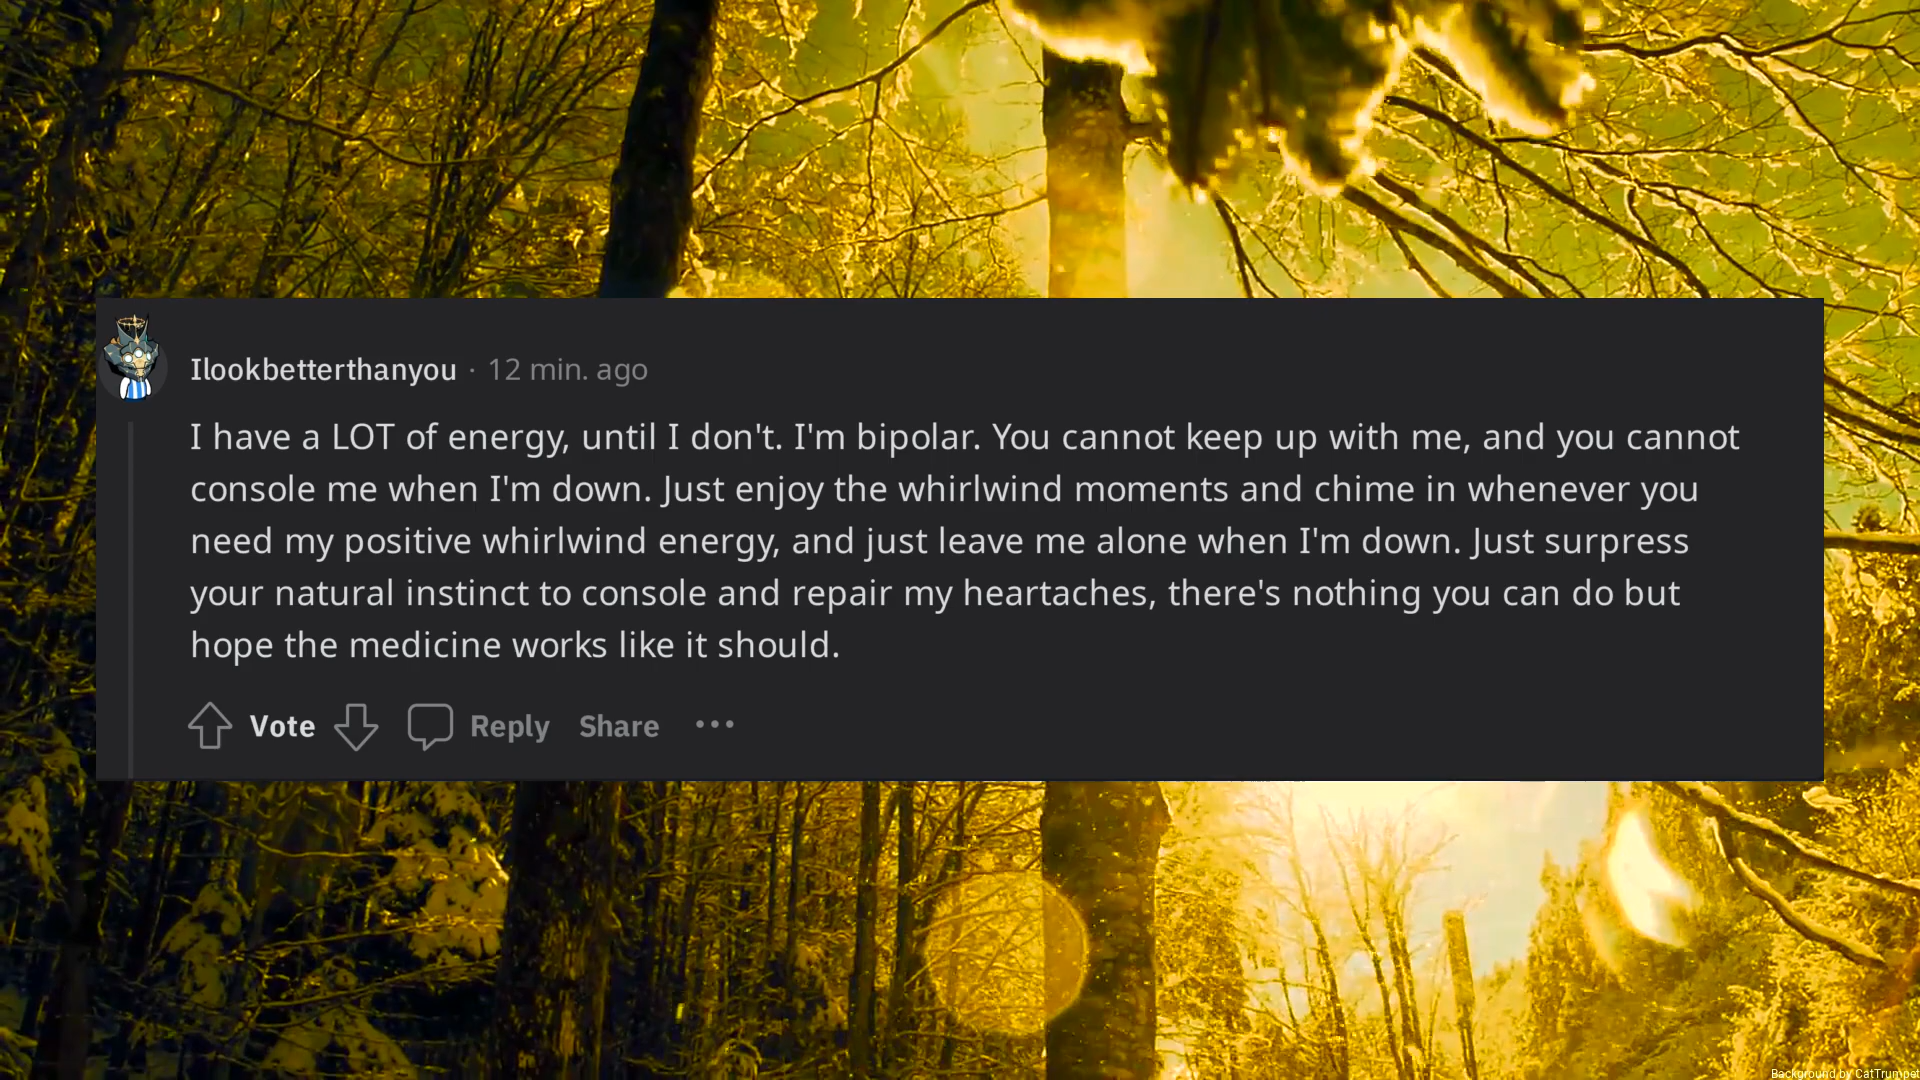 Ilookbetterthanyou · 12 min. ago
I have a LOT of energy, until I don't. I'm bipolar. You cannot keep up with me, and you cannot
console me when I'm down. Just enjoy the whirlwind moments and chime in whenever you
need my positive whirlwind energy, and just leave me alone when I'm down. Just surpress
your natural instinct to console and repair my heartaches, there's nothing you can do but
hope the medicine works like it should.
Vote Reply Share ···
Background by CatTrumpet